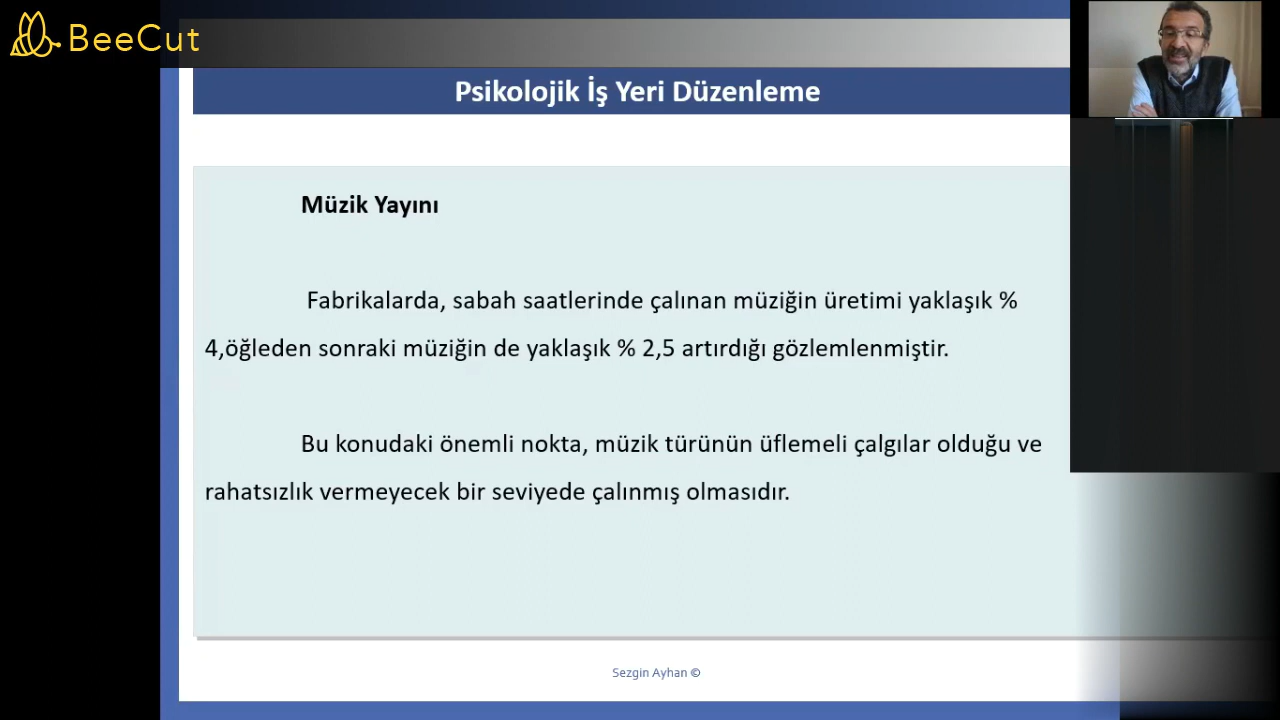 BeeCut
Psikolojik İş Yeri Düzenleme
Müzik Yayını
Fabrikalarda, sabah saatlerinde çalınan müziğin üretimi yaklaşık %
4,öğleden sonraki müziğin de yaklaşık % 2,5 artırdığı gözlemlenmiştir.
Bu konudaki önemli nokta, müzik türünün üflemeli çalgılar olduğu ve
rahatsızlık vermeyecek bir seviyede çalınmış olmasıdır.
Sezgin Ayhan ©